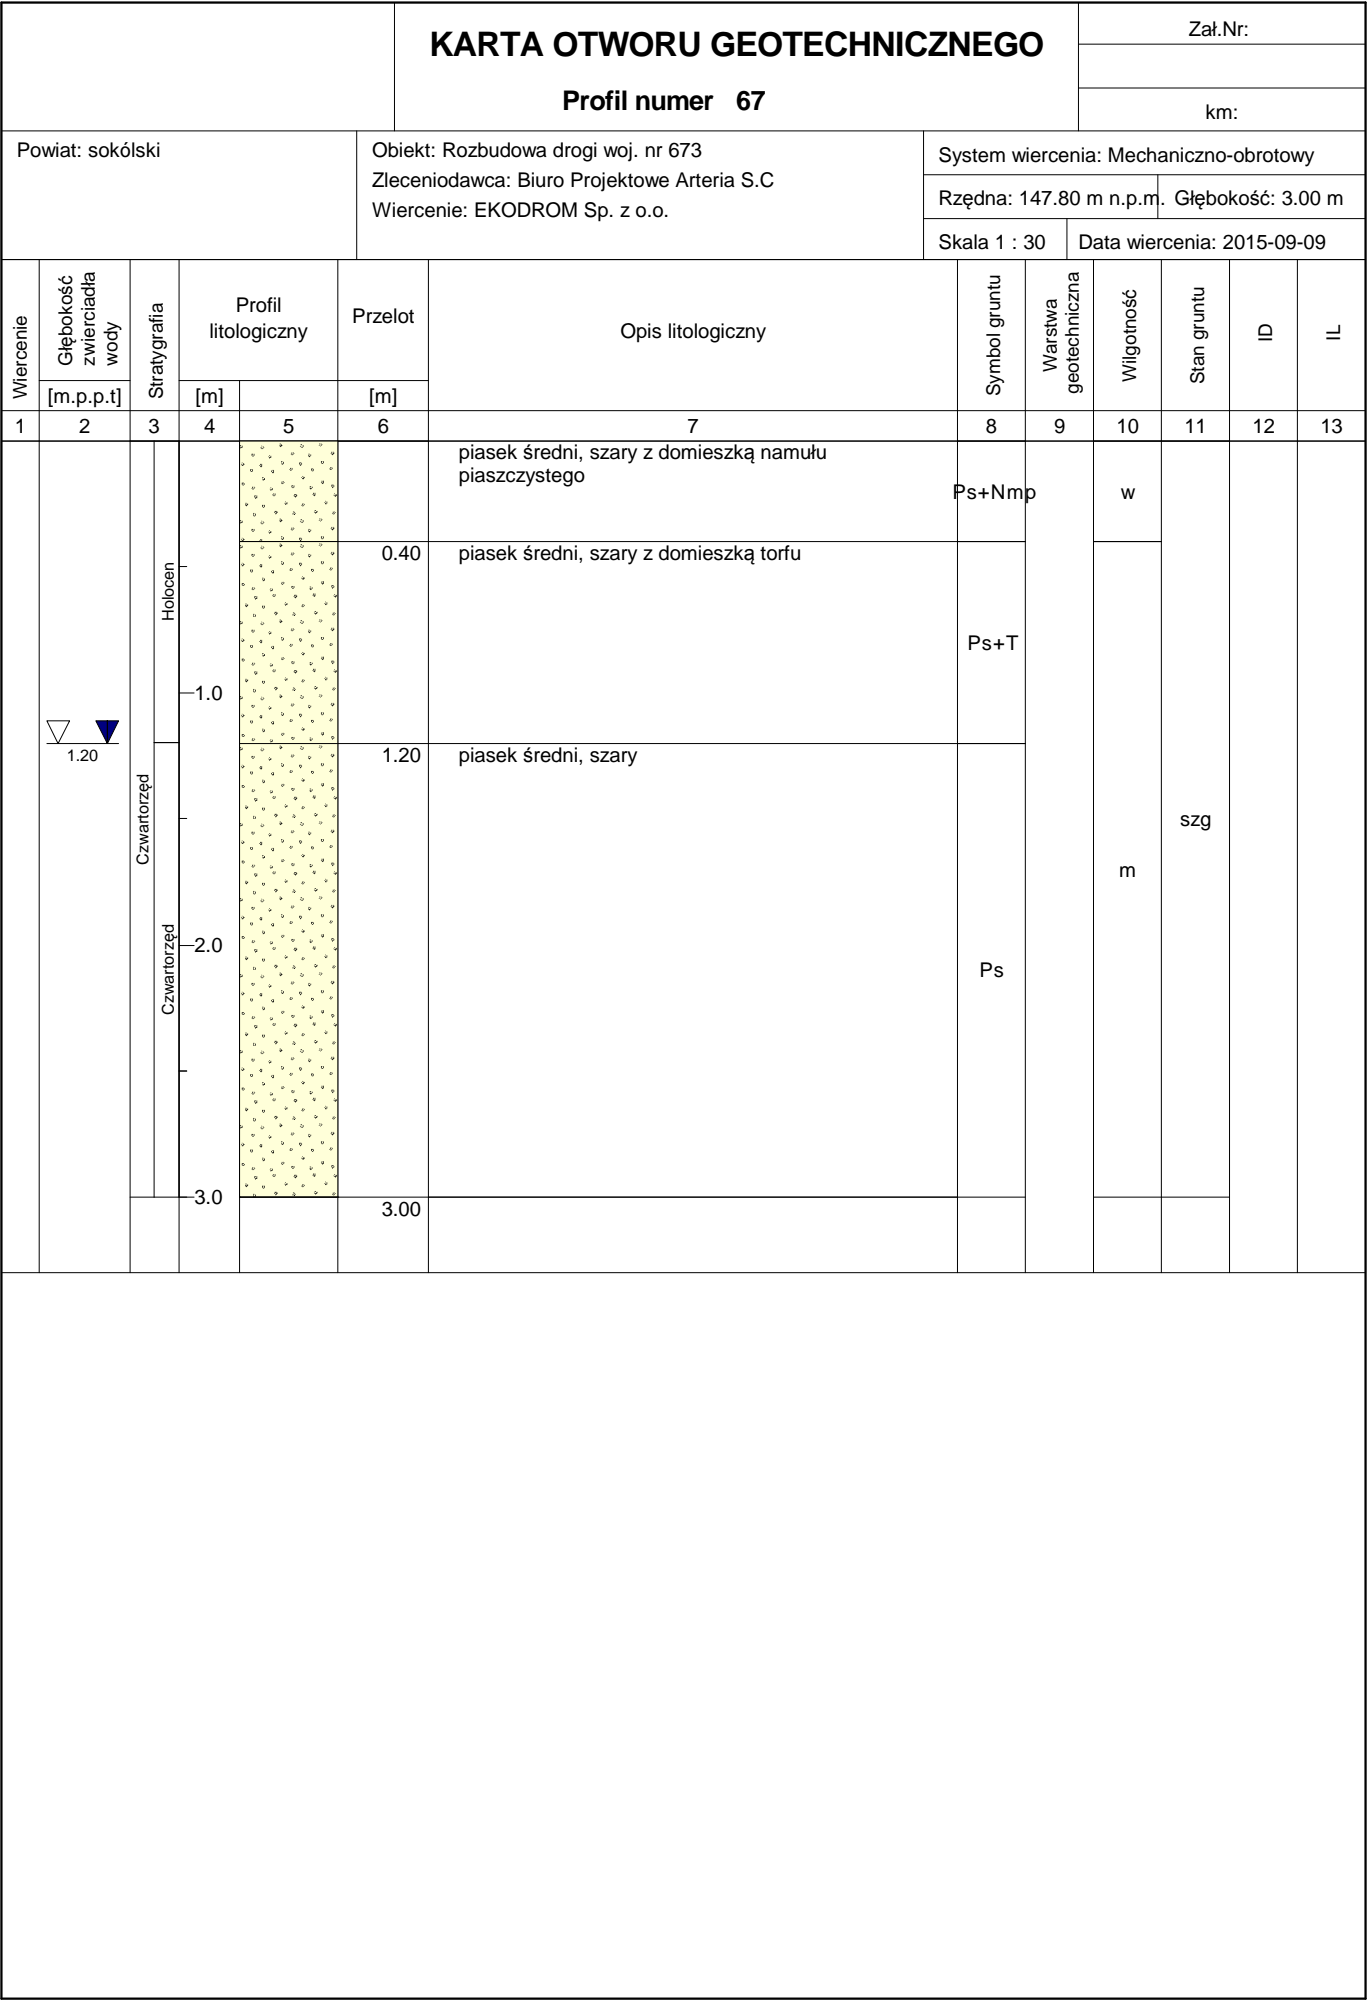 KARTA OTWORU GEOTECHNICZNEGO
Profil numer 67
Zał.Nr:
km:
Powiat: sokólski
Obiekt: Rozbudowa drogi woj. nr 673
Zleceniodawca: Biuro Projektowe Arteria S.C
Wiercenie: EKODROM Sp. z o.o.
System wiercenia: Mechaniczno-obrotowy
Rzędna: 147.80 m n.p.m. Głębokość: 3.00 m
Skala 1 : 30 Data wiercenia: 2015-09-09
Wiercenie
Głębokość
zwierciadła
wody
[m.p.p.t]
Stratygrafia
Profil
litologiczny
[m]
Przelot
[m]
Opis litologiczny
Symbol gruntu
Warstwa
geotechniczna
Wilgotność
Stan gruntu
ID
IL
1 2 3 4 5 6 7 8 9 10 11 12 13
piasek średni, szary z domieszką namułu
piaszczystego
Ps+Nmp
w
0.40 piasek średni, szary z domieszką torfu
Holocen
Ps+T
1.0
1.20
1.20 piasek średni, szary
Czwartorzęd
szg
m
Czwartorzęd
2.0
Ps
3.0
3.00